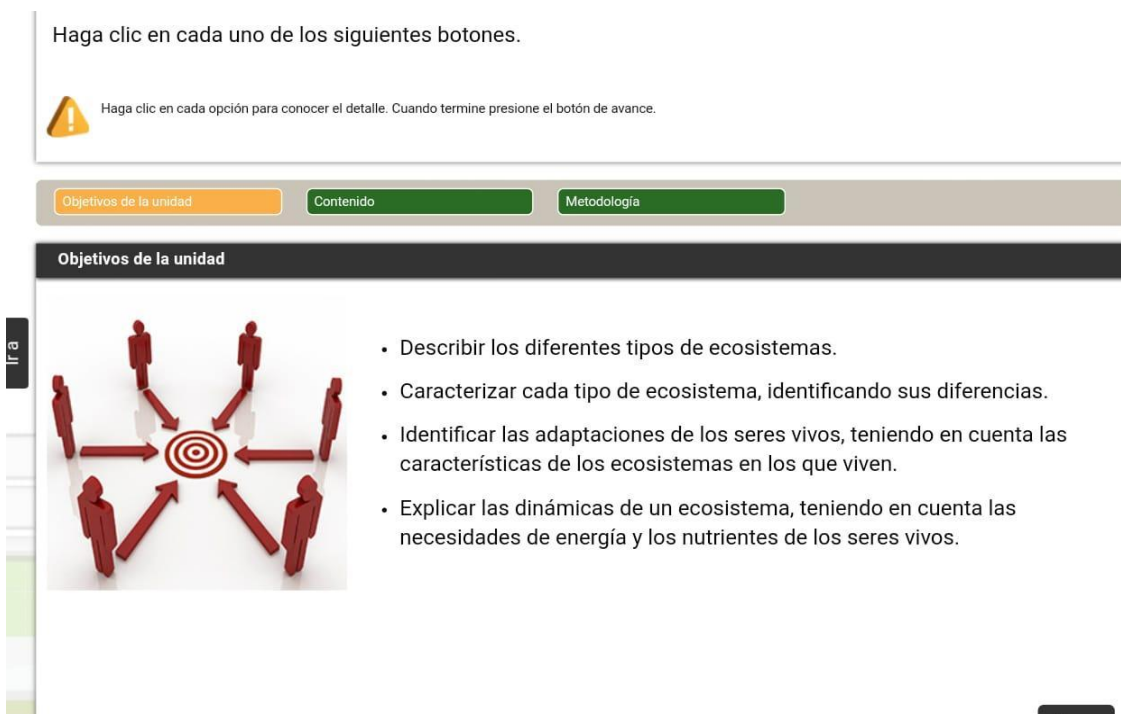 Haga clic en cada uno de los siguientes botones.
Haga clic en cada opción para conocer el detalle. Cuando termine presione el botón de avance.
Objetivos de la unidad
Contenido
Metodología
Objetivos de la unidad
Ir a
• Describir los diferentes tipos de ecosistemas.
• Caracterizar cada tipo de ecosistema, identificando sus diferencias.
• Identificar las adaptaciones de los seres vivos, teniendo en cuenta las
características de los ecosistemas en los que viven.
• Explicar las dinámicas de un ecosistema, teniendo en cuenta las
necesidades de energía y los nutrientes de los seres vivos.